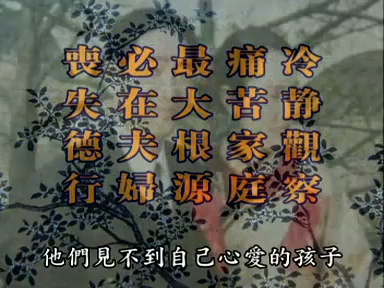 冷静觀察
痛苦家庭
最大根源
必在夫婦
喪失德行
他們見不到自己心愛的孩子